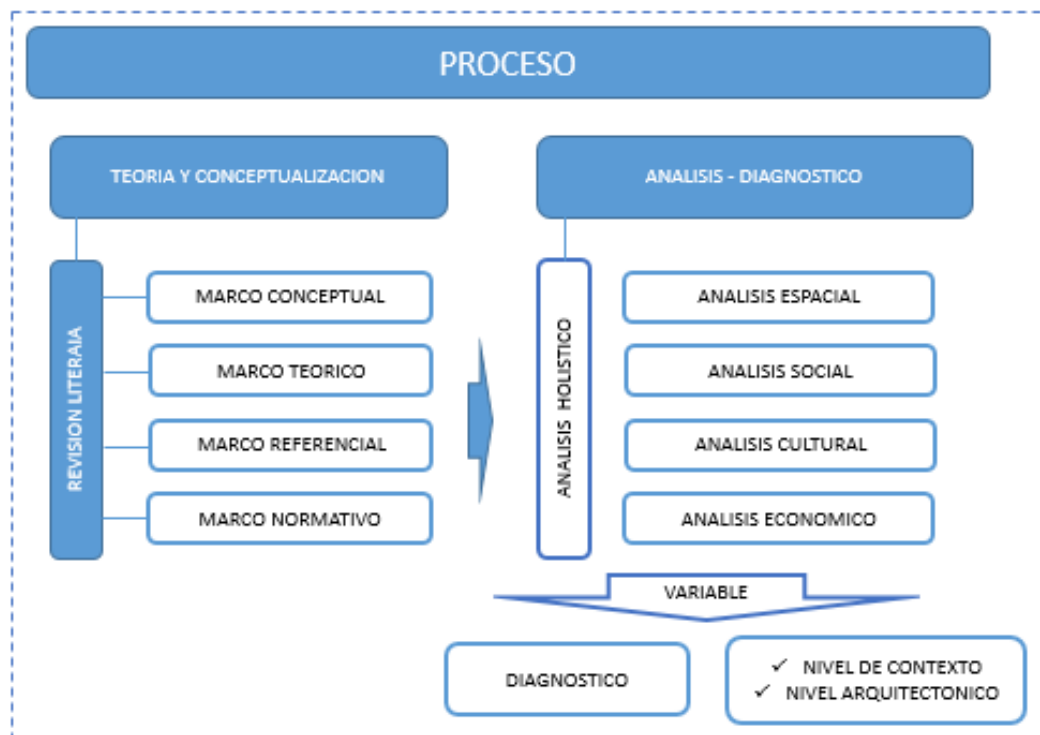 PROCESO
TEORIA Y CONCEPTUALIZACION
REVISION LITERAIA
MARCO CONCEPTUAL
MARCO TEORICO
MARCO REFERENCIAL
MARCO NORMATIVO
ANALISIS - DIAGNOSTICO
ANALISIS HOLISTICO
ANALISIS ESPACIAL
ANALISIS SOCIAL
ANALISIS CULTURAL
ANALISIS ECONOMICO
VARIABLE
DIAGNOSTICO
✓ NIVEL DE CONTEXTO
✓ NIVEL ARQUITECTONICO